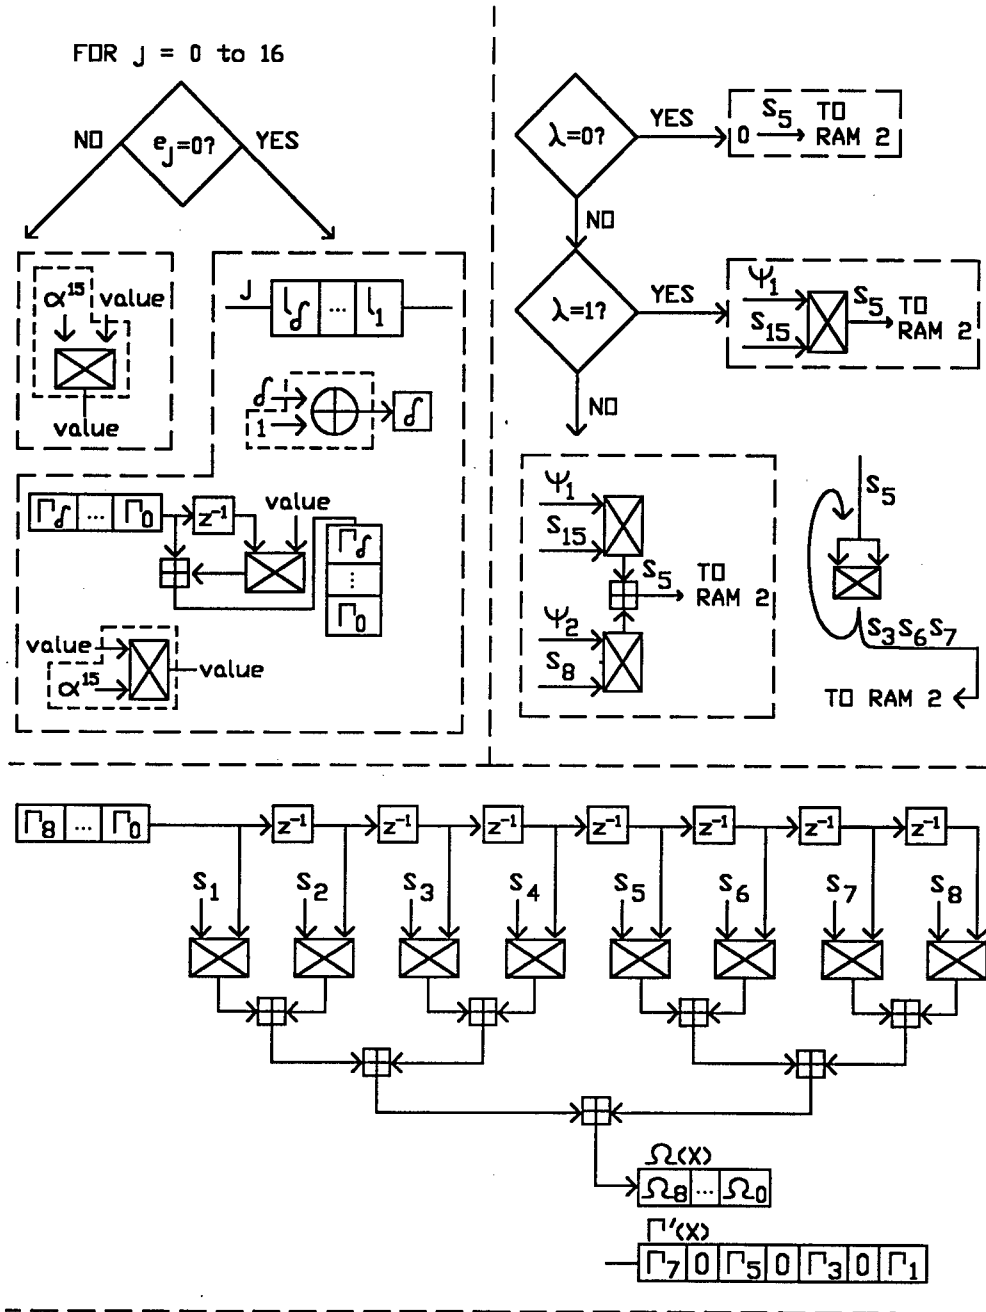 FOR J = 0 to 16
e_J=0?
NO
YES
α^15 value
value
J
l_δ ... l_1
δ
1
δ
Γ_δ ... Γ_0
z^-1
value
Γ_δ
...
Γ_0
value
α^15
value
λ=0?
YES
0 S_5 TO RAM 2
NO
λ=1?
YES
Ψ_1
S_15
S_5 TO
RAM 2
NO
Ψ_1
S_15
S_5 TO
RAM 2
Ψ_2
S_8
S_5
S_3 S_6 S_7
TO RAM 2
Γ_8 ... Γ_0
z^-1 z^-1 z^-1 z^-1 z^-1 z^-1 z^-1
S_1 S_2 S_3 S_4 S_5 S_6 S_7 S_8
Ω(X)
Ω_8 ... Ω_0
Γ'(X)
Γ_7 0 Γ_5 0 Γ_3 0 Γ_1